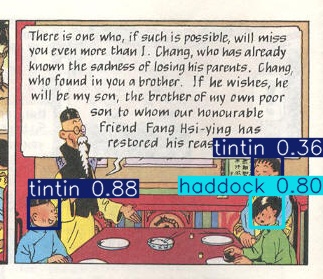 There is one who, if such is possible, will miss
you even more than I. Chang, who has already
known the sadness of losing his parents. Chang,
who found in you a brother. If he wishes, he
will be my son, the brother of my own poor
son to whom our honourable
friend Fang Hsi-ying has
restored his reas
tintin 0.36
tintin 0.88
haddock 0.80